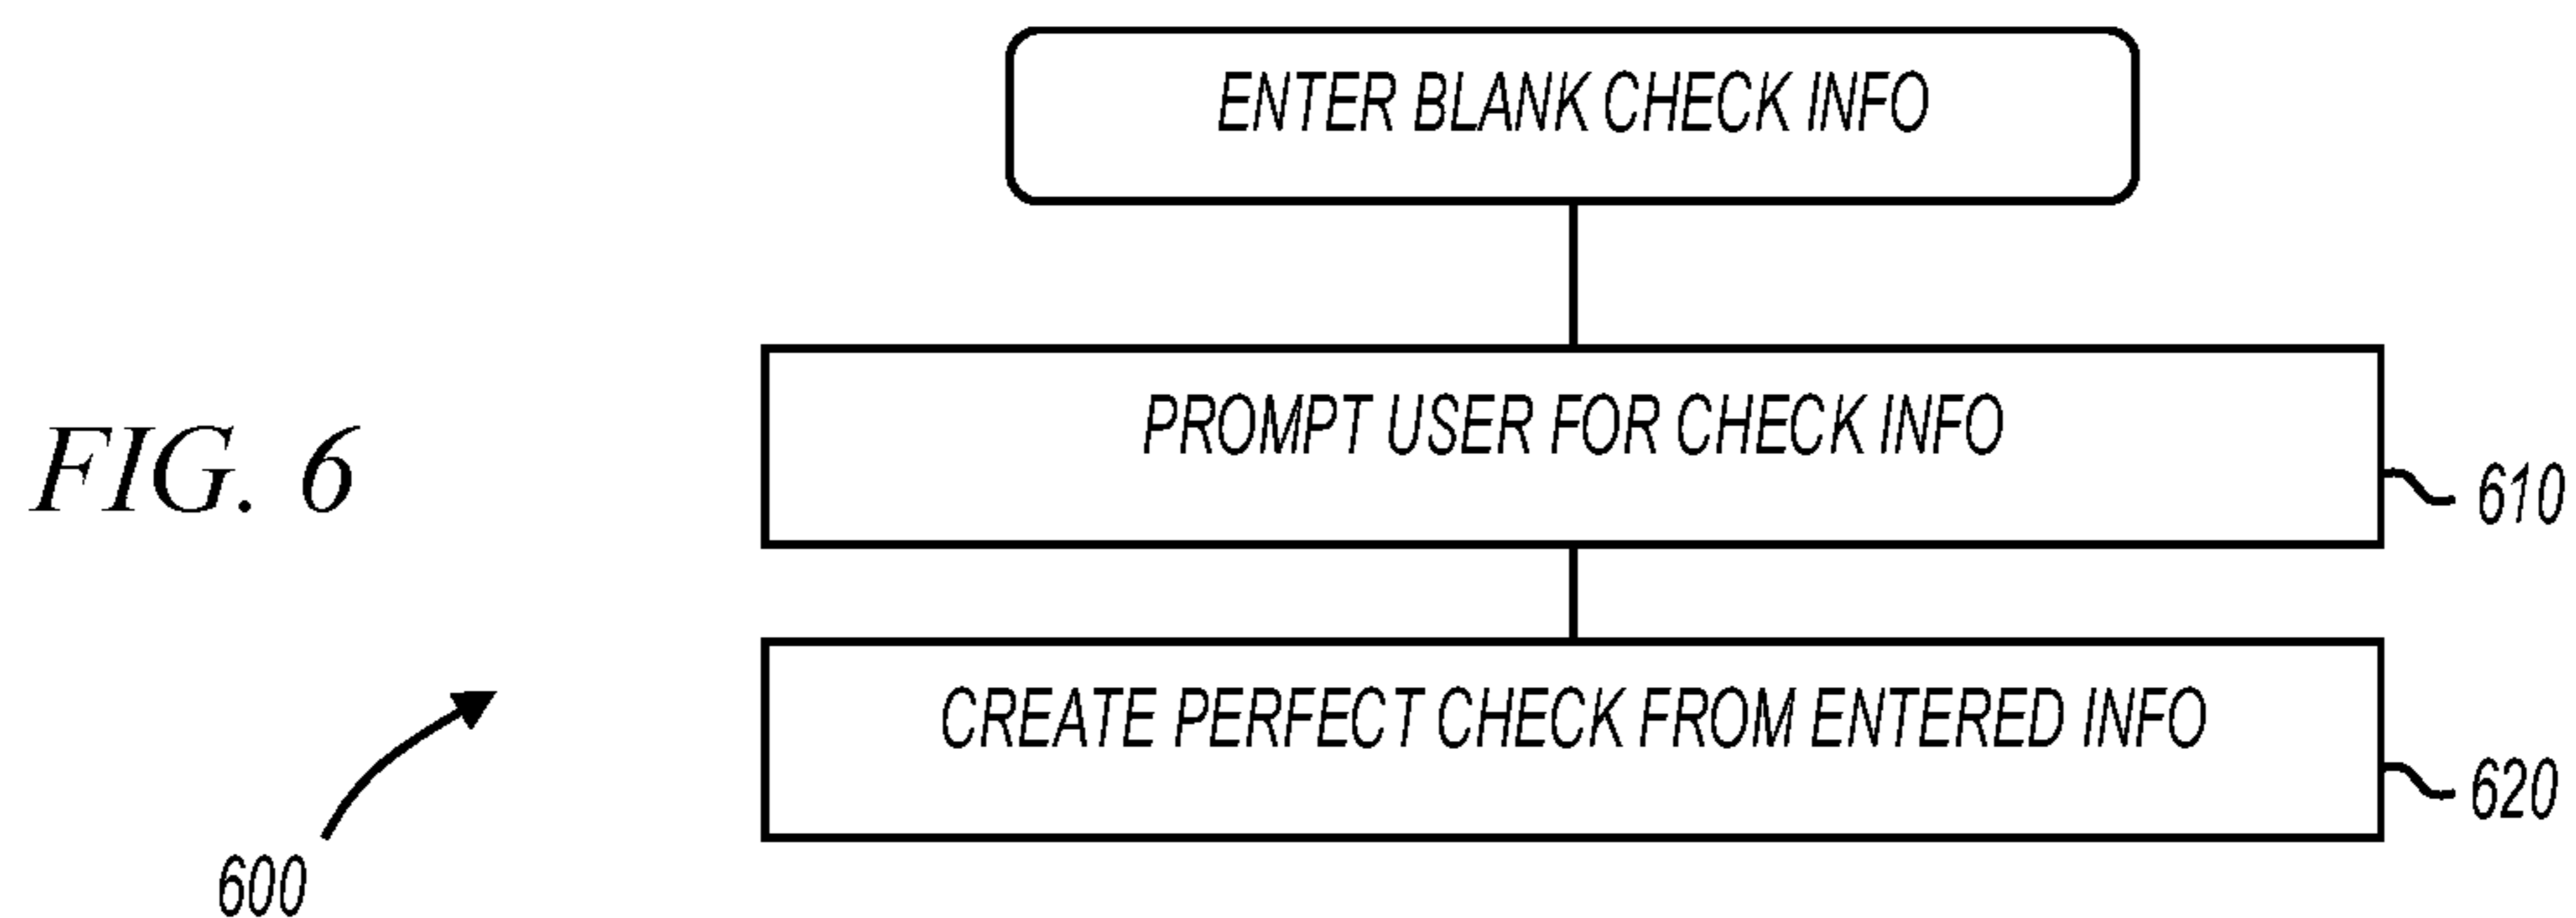 ENTER BLANK CHECK INFO
PROMPT USER FOR CHECK INFO
FIG. 6
610
CREATE PERFECT CHECK FROM ENTERED INFO
620
600